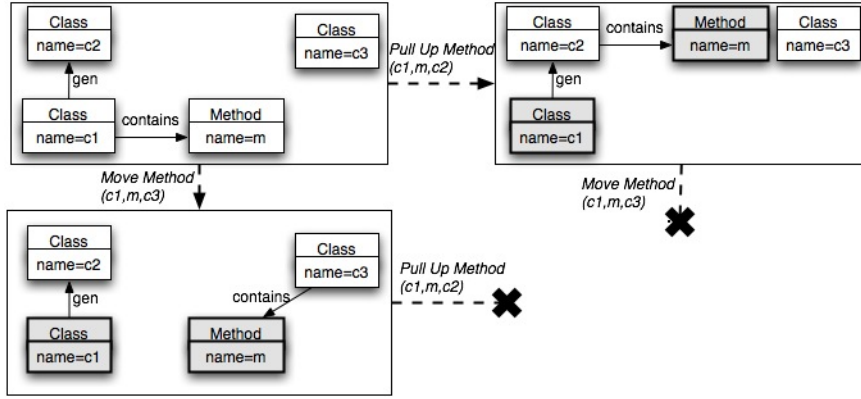 Class
name=c2
Class
name=c3
gen
Class
name=c1
contains
Method
name=m
Pull Up Method
(c1,m,c2)
Class
name=c2
contains
Method
name=m
Class
name=c3
gen
Class
name=c1
Move Method
(c1,m,c3)
Move Method
(c1,m,c3)
Class
name=c2
Class
name=c3
gen
contains
Class
name=c1
Method
name=m
Pull Up Method
(c1,m,c2)